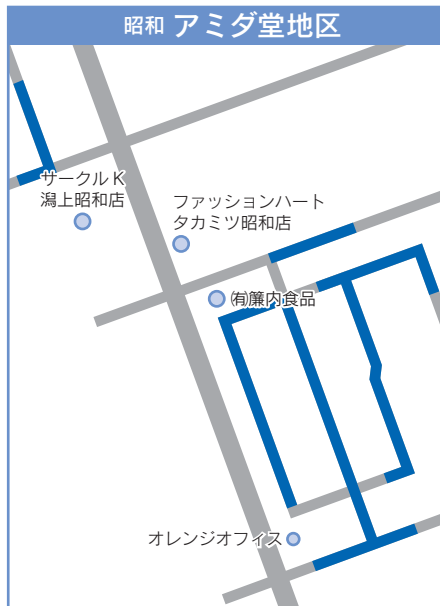 昭和 アミダ堂地区
サークルK
潟上昭和店
ファッションハート
タカミツ昭和店
㈲簾内食品
オレンジオフィス